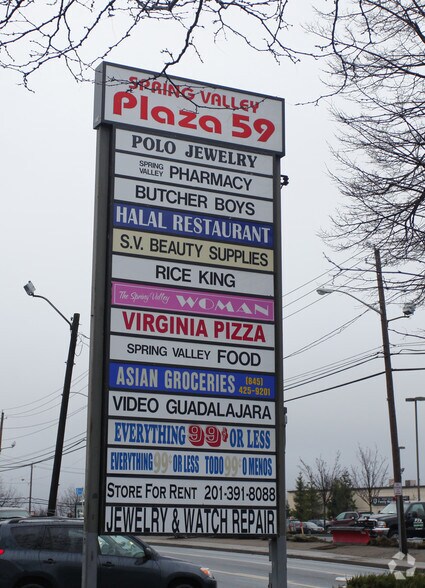 SPRING VALLEY
Plaza 59
POLO JEWELRY
SPRING VALLEY PHARMACY
BUTCHER BOYS
HALAL RESTAURANT
S.V. BEAUTY SUPPLIES
RICE KING
The Spring Valley WOMAN
VIRGINIA PIZZA
SPRING VALLEY FOOD
ASIAN GROCERIES (845) 425-9201
VIDEO GUADALAJARA
EVERYTHING 99¢ OR LESS
EVERYTHING 99¢ OR LESS TODO 99¢ O MENOS
STORE FOR RENT 201-391-8088
JEWELRY & WATCH REPAIR